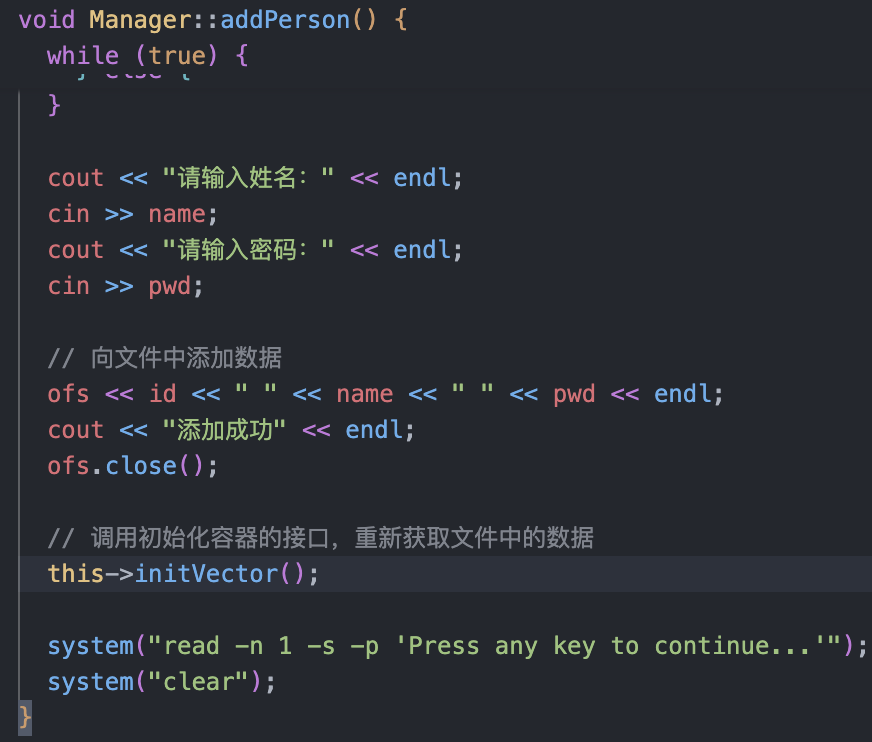 void Manager::addPerson() {
while (true) {
} else {
}
cout << "请输入姓名：" << endl;
cin >> name;
cout << "请输入密码：" << endl;
cin >> pwd;
// 向文件中添加数据
ofs << id << " " << name << " " << pwd << endl;
cout << "添加成功" << endl;
ofs.close();
// 调用初始化容器的接口，重新获取文件中的数据
this->initVector();
system("read -n 1 -s -p 'Press any key to continue...'");
system("clear");
}